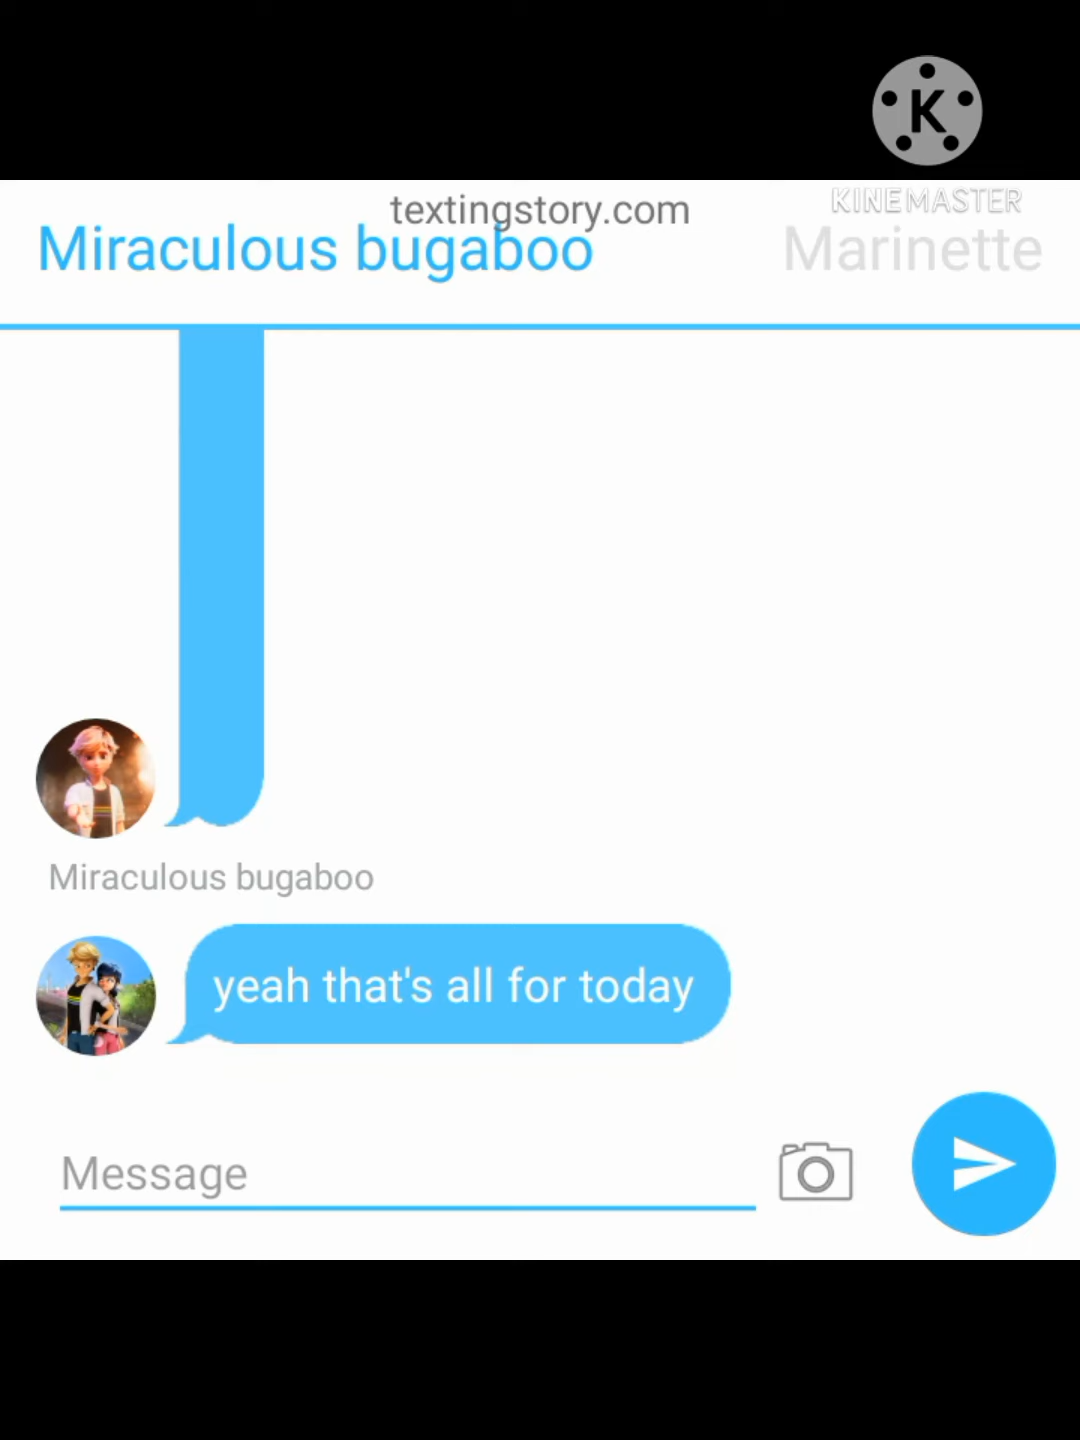 K
KINEMASTER
textingstory.com
Miraculous bugaboo
Marinette
Miraculous bugaboo
yeah that's all for today
Message